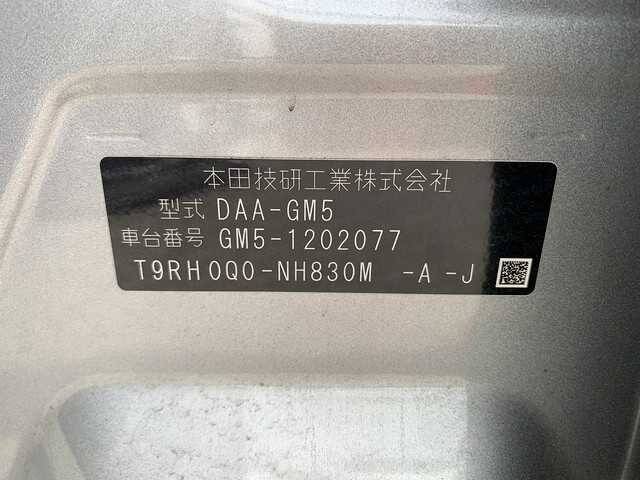 本田技研工業株式会社
型式 DAA-GM5
車台番号 GM5-1202077
T9RH0Q0-NH830M -A -J